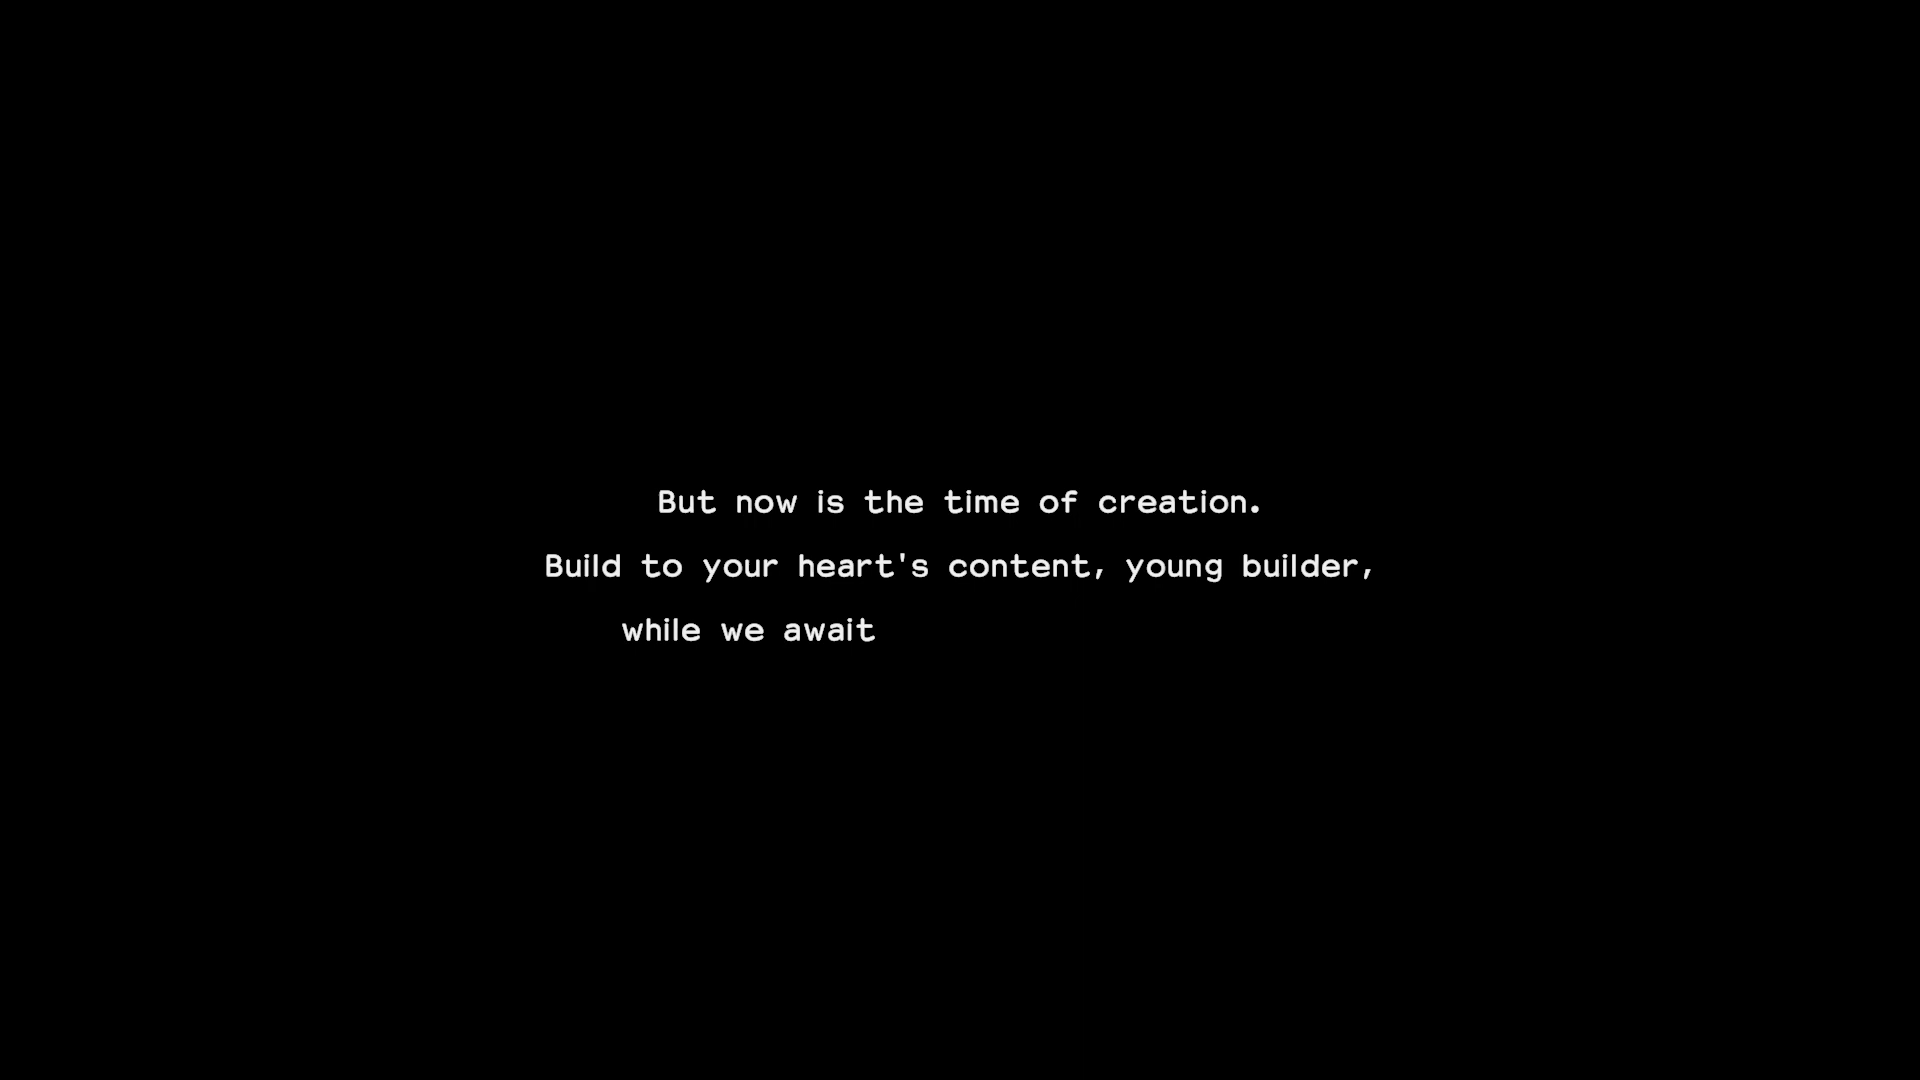 But now is the time of creation.
Build to your heart's content, young builder,
while we await